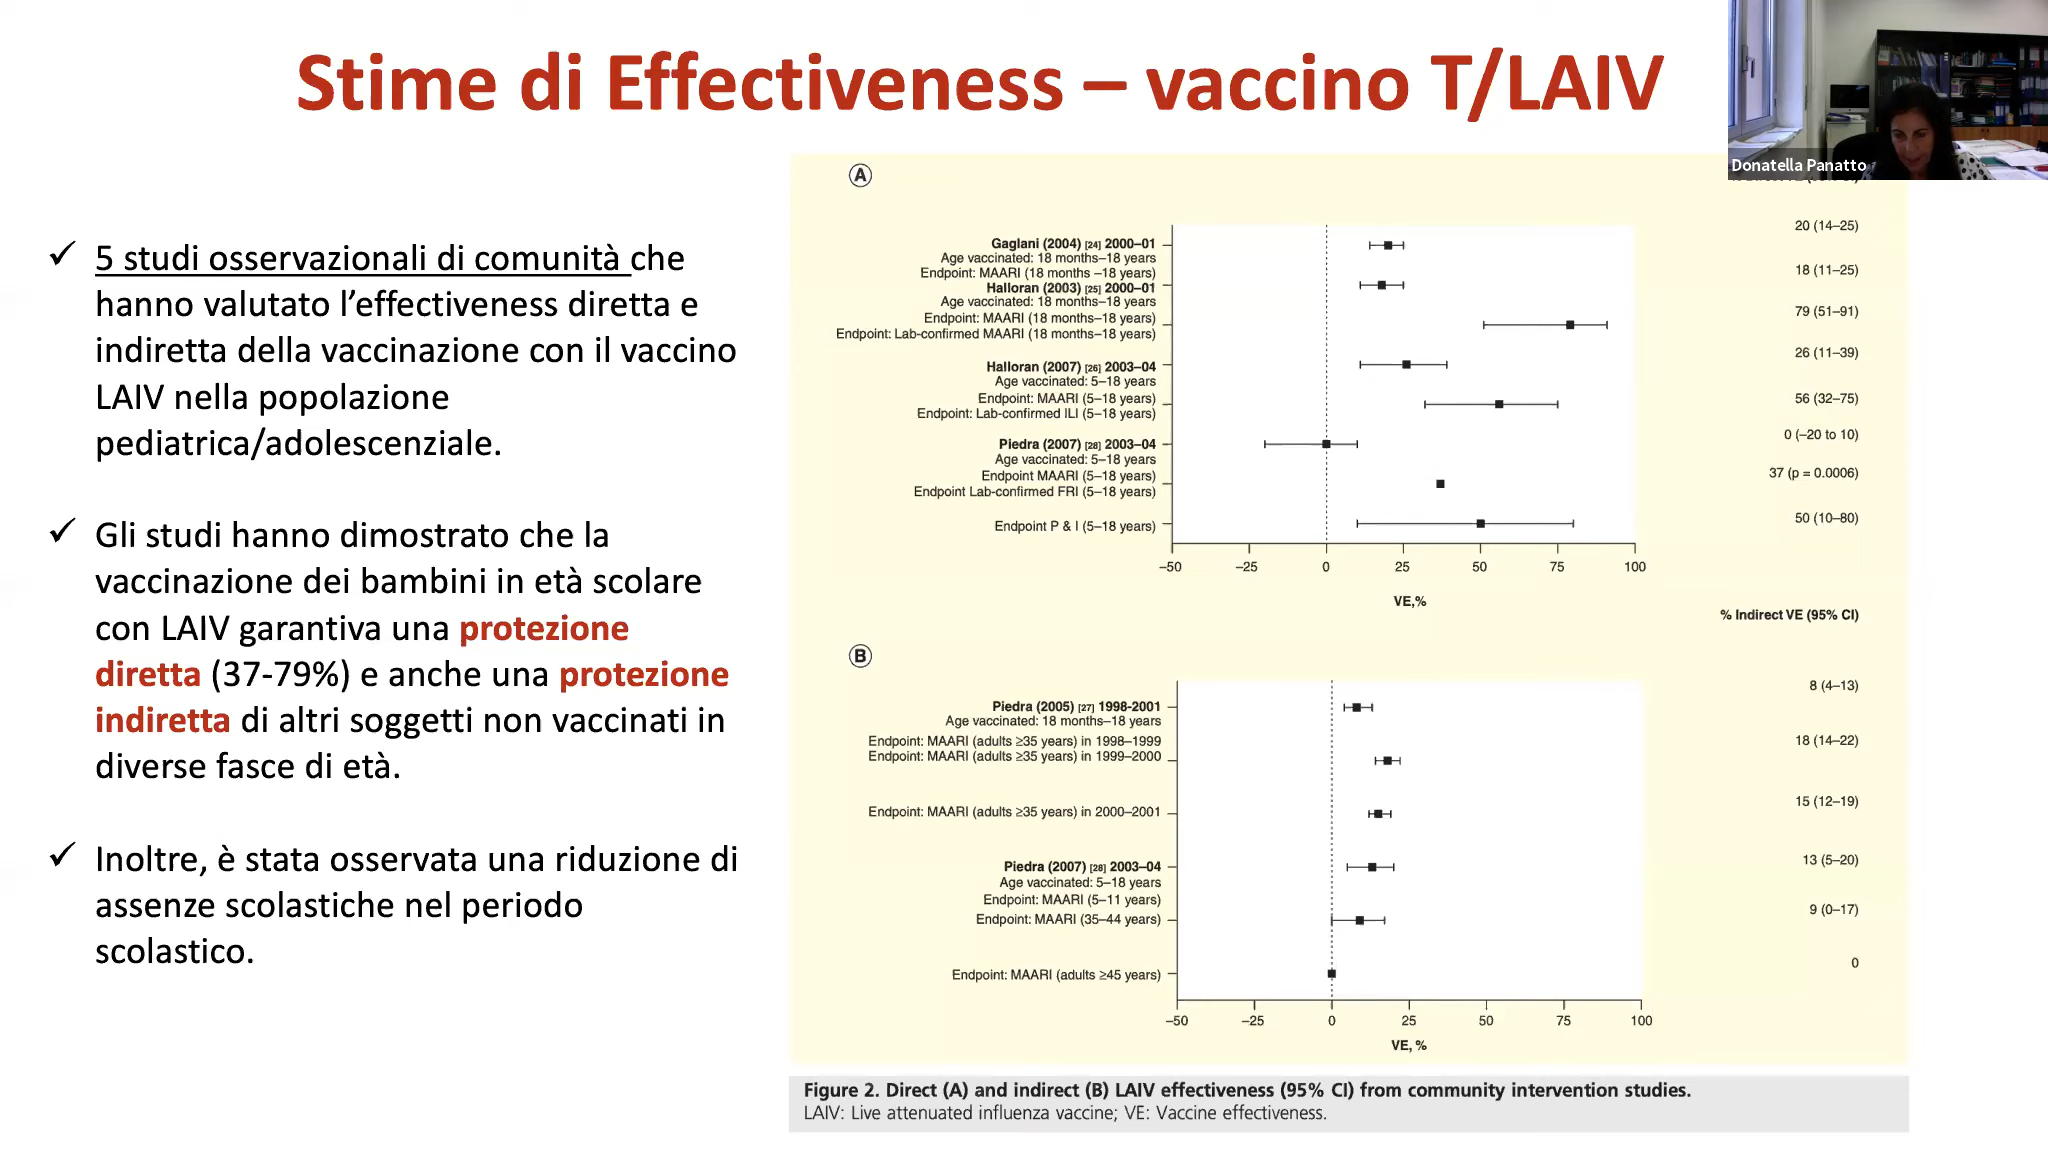 Stime di Effectiveness – vaccino T/LAIV
Donatella Panatto
✓ 5 studi osservazionali di comunità che
hanno valutato l'effectiveness diretta e
indiretta della vaccinazione con il vaccino
LAIV nella popolazione
pediatrica/adolescenziale.
✓ Gli studi hanno dimostrato che la
vaccinazione dei bambini in età scolare
con LAIV garantiva una protezione
diretta (37-79%) e anche una protezione
indiretta di altri soggetti non vaccinati in
diverse fasce di età.
✓ Inoltre, è stata osservata una riduzione di
assenze scolastiche nel periodo
scolastico.
A
20 (14–25)
Gaglani (2004) [24] 2000–01
Age vaccinated: 18 months–18 years
Endpoint: MAARI (18 months –18 years)
18 (11–25)
Halloran (2003) [25] 2000–01
Age vaccinated: 18 months–18 years
Endpoint: MAARI (18 months–18 years)
79 (51–91)
Endpoint: Lab-confirmed MAARI (18 months–18 years)
26 (11–39)
Halloran (2007) [26] 2003–04
Age vaccinated: 5–18 years
Endpoint: MAARI (5–18 years)
56 (32–75)
Endpoint: Lab-confirmed ILI (5–18 years)
0 (–20 to 10)
Piedra (2007) [28] 2003–04
Age vaccinated: 5–18 years
Endpoint MAARI (5–18 years)
37 (p = 0.0006)
Endpoint Lab-confirmed FRI (5–18 years)
50 (10–80)
Endpoint P & I (5–18 years)
–50 –25 0 25 50 75 100
VE,%
% Indirect VE (95% CI)
B
8 (4–13)
Piedra (2005) [27] 1998-2001
Age vaccinated: 18 months–18 years
Endpoint: MAARI (adults ≥35 years) in 1998–1999
18 (14–22)
Endpoint: MAARI (adults ≥35 years) in 1999–2000
15 (12–19)
Endpoint: MAARI (adults ≥35 years) in 2000–2001
13 (5–20)
Piedra (2007) [28] 2003–04
Age vaccinated: 5–18 years
Endpoint: MAARI (5–11 years)
9 (0–17)
Endpoint: MAARI (35–44 years)
0
Endpoint: MAARI (adults ≥45 years)
–50 –25 0 25 50 75 100
VE, %
Figure 2. Direct (A) and indirect (B) LAIV effectiveness (95% CI) from community intervention studies.
LAIV: Live attenuated influenza vaccine; VE: Vaccine effectiveness.